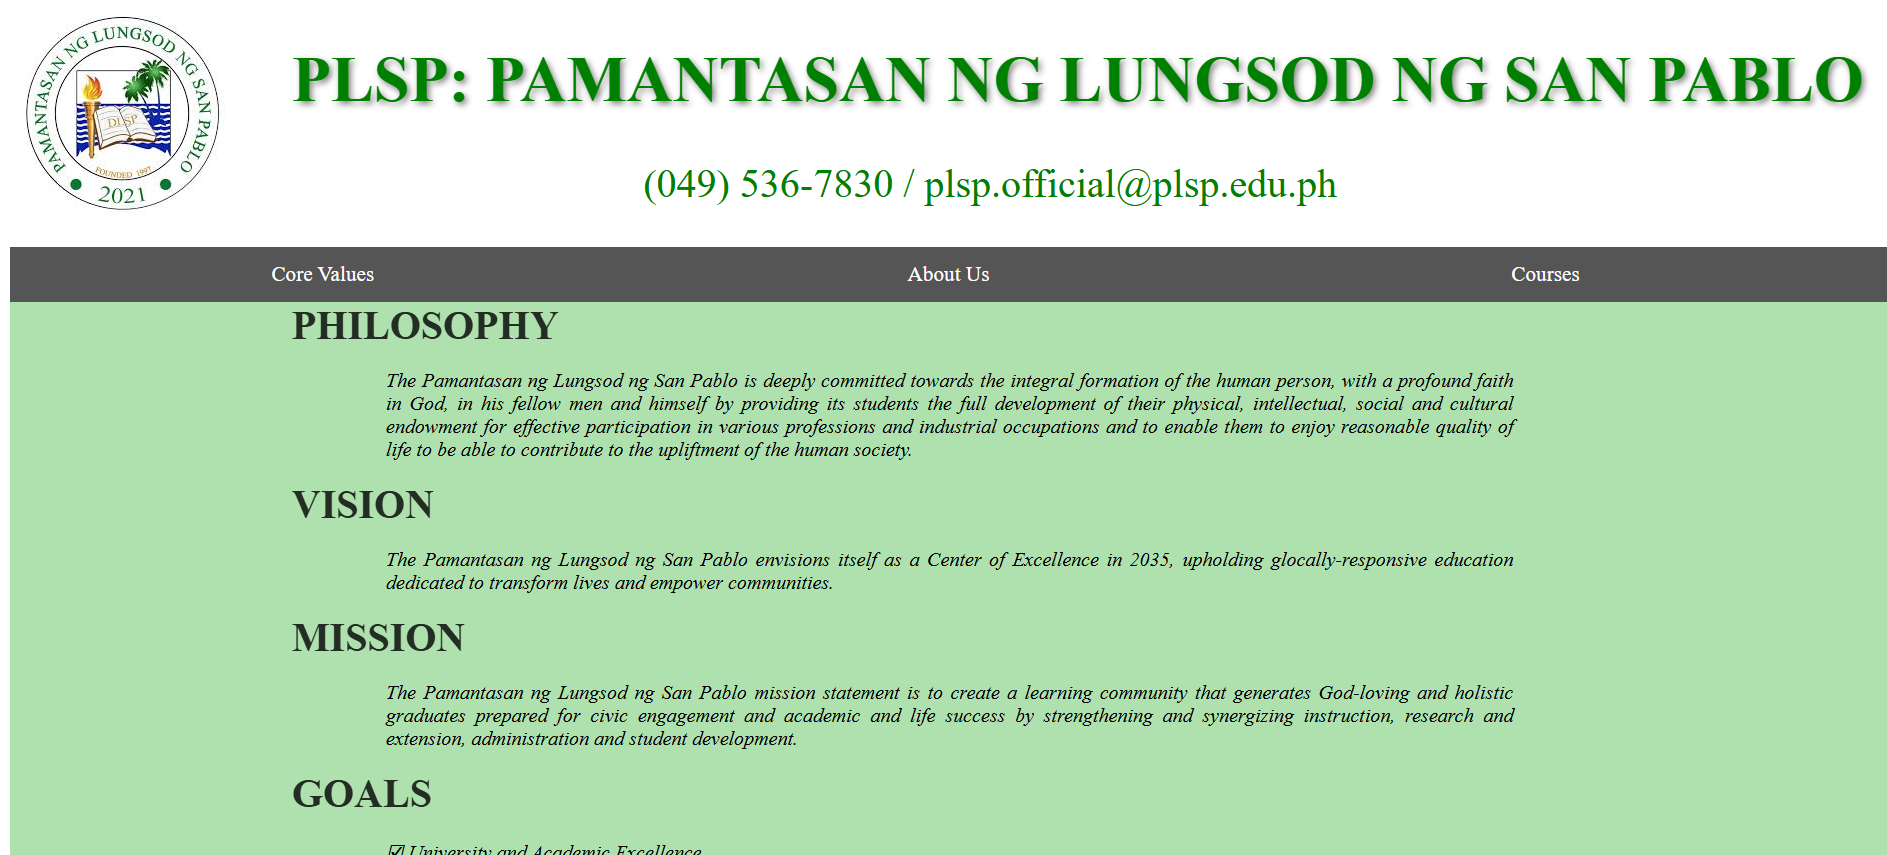 PAMANTASAN NG LUNGSOD NG SAN PABLO
DLSP
FOUNDED 1997
2021
PLSP: PAMANTASAN NG LUNGSOD NG SAN PABLO
(049) 536-7830 / plsp.official@plsp.edu.ph
Core Values
About Us
Courses
PHILOSOPHY
The Pamantasan ng Lungsod ng San Pablo is deeply committed towards the integral formation of the human person, with a profound faith
in God, in his fellow men and himself by providing its students the full development of their physical, intellectual, social and cultural
endowment for effective participation in various professions and industrial occupations and to enable them to enjoy reasonable quality of
life to be able to contribute to the upliftment of the human society.
VISION
The Pamantasan ng Lungsod ng San Pablo envisions itself as a Center of Excellence in 2035, upholding glocally-responsive education
dedicated to transform lives and empower communities.
MISSION
The Pamantasan ng Lungsod ng San Pablo mission statement is to create a learning community that generates God-loving and holistic
graduates prepared for civic engagement and academic and life success by strengthening and synergizing instruction, research and
extension, administration and student development.
GOALS
☑ University and Academic Excellence